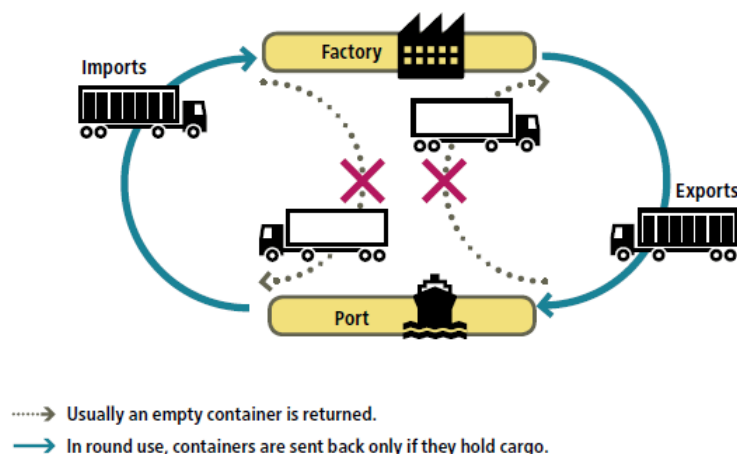 Factory
Imports
Exports
Port
Usually an empty container is returned.
In round use, containers are sent back only if they hold cargo.